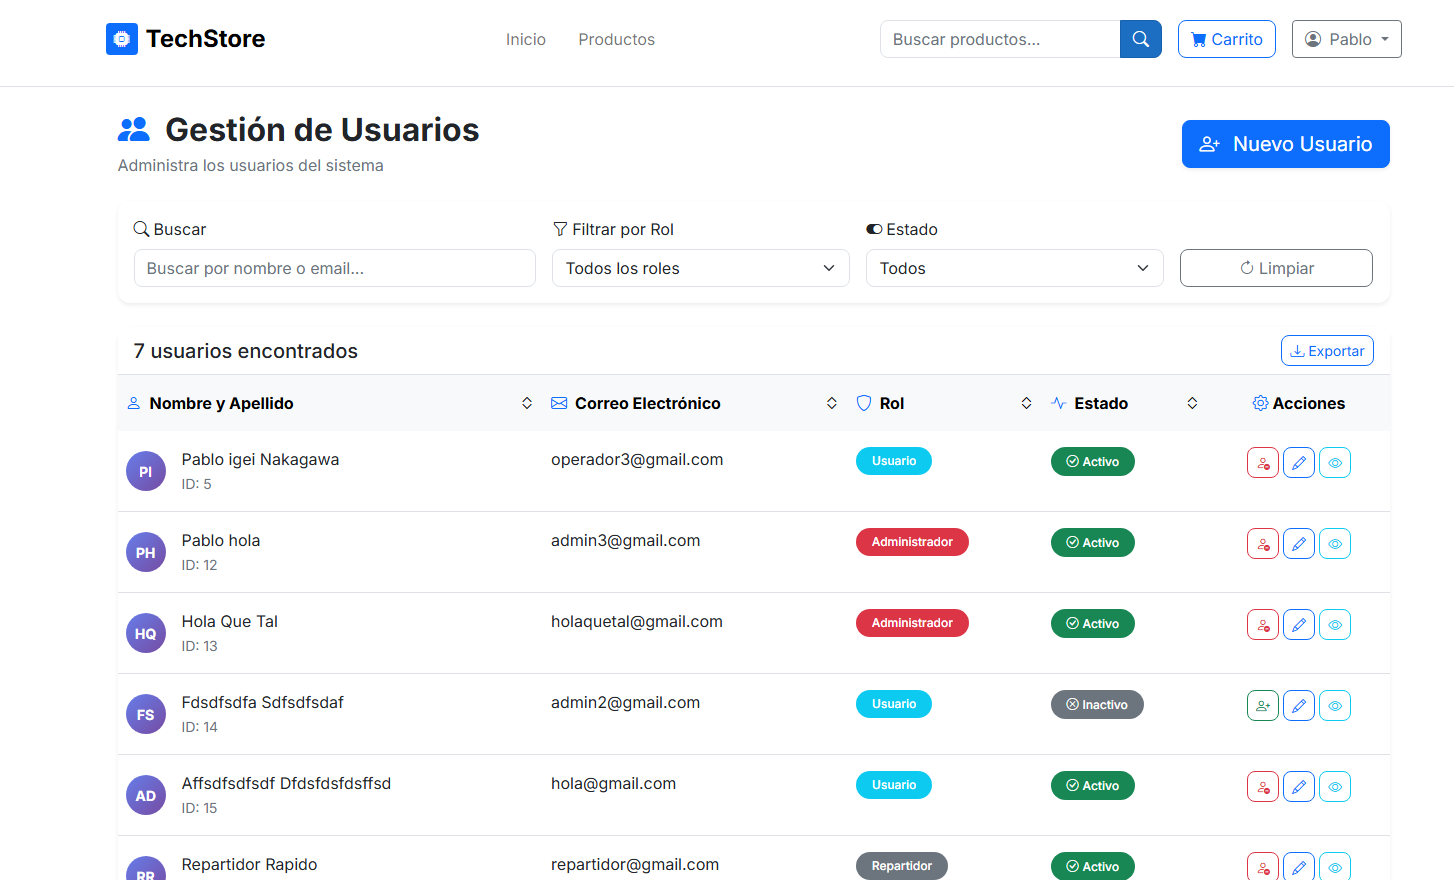 TechStore
Inicio
Productos
Buscar productos...
Carrito
Pablo
Gestión de Usuarios
Administra los usuarios del sistema
Nuevo Usuario
Buscar
Filtrar por Rol
Estado
Buscar por nombre o email...
Todos los roles
Todos
Limpiar
7 usuarios encontrados
Exportar
Nombre y Apellido
Correo Electrónico
Rol
Estado
Acciones
PI
Pablo igei Nakagawa
ID: 5
operador3@gmail.com
Usuario
Activo
PH
Pablo hola
ID: 12
admin3@gmail.com
Administrador
Activo
HQ
Hola Que Tal
ID: 13
holaquetal@gmail.com
Administrador
Activo
FS
Fdsdfsdfa Sdfsdfsdaf
ID: 14
admin2@gmail.com
Usuario
Inactivo
AD
Affsdfsdfsdf Dfdsfdsfdsffsd
ID: 15
hola@gmail.com
Usuario
Activo
RR
Repartidor Rapido
repartidor@gmail.com
Repartidor
Activo